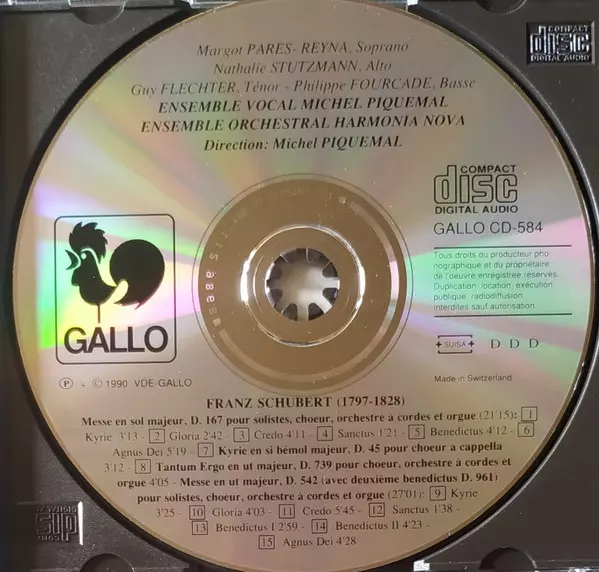 Margot PARES-REYNA, Soprano
Nathalie STUTZMANN, Alto
Guy FLECHTER, Ténor - Philippe FOURCADE, Basse
ENSEMBLE VOCAL MICHEL PIQUEMAL
ENSEMBLE ORCHESTRAL HARMONIA NOVA
Direction: Michel PIQUEMAL
COMPACT
disc
DIGITAL AUDIO
COMPACT
disc
DIGITAL AUDIO
GALLO CD-584
Tous droits du producteur pho-
nographique et du propriétaire
de l'oeuvre enregistrée réservés.
Duplication location exécution
publique radiodiffusion
interdites sauf autorisation.
SUISA D D D
Made in Switzerland
GALLO
Ⓟ + © 1990 VDE-GALLO
FRANZ SCHUBERT (1797-1828)
Messe en sol majeur, D. 167 pour solistes, choeur, orchestre à cordes et orgue (21'15): 1
Kyrie 3'13 - 2 Gloria 2'42 - 3 Credo 4'11 - 4 Sanctus 1'21 - 5 Benedictus 4'12 - 6
Agnus Dei 5'19 - 7 Kyrie en si bémol majeur, D. 45 pour choeur a cappella
3'12 - 8 Tantum Ergo en ut majeur, D. 739 pour choeur, orchestre à cordes et
orgue 4'05 - Messe en ut majeur, D. 542 (avec deuxième benedictus D. 961)
pour solistes, choeur, orchestre à cordes et orgue (27'01): 9 Kyrie
3'25 - 10 Gloria 4'03 - 11 Credo 5'45 - 12 Sanctus 1'38 -
13 Benedictus I 2'59 - 14 Benedictus II 4'23 -
15 Agnus Dei 4'28
COMPACT
disc